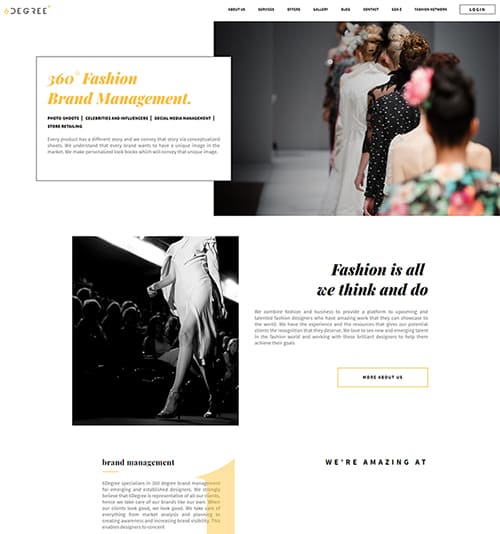 6DEGREE°
ABOUT US SERVICES OFFERS GALLERY BLOG CONTACT GEN-Z FASHION NETWORK LOGIN
360° Fashion
Brand Management.
PHOTO-SHOOTS | CELEBRITIES AND INFLUENCERS | SOCIAL MEDIA MANAGEMENT |
STORE RETAILING
Every product has a different story and we convey that story via conceptualized
shoots. We understand that every brand wants to have a unique image in the
market. We make personalized look books which will convey that unique image.
Fashion is all
we think and do
We combine fashion and business to provide a platform to upcoming and
talented fashion designers who have amazing work that they can showcase to
the world. We have the experience and the resources that gives our potential
clients the recognition that they deserve. We love to see new and emerging talent
in the fashion world and working with these brilliant designers to help them
achieve their goals
MORE ABOUT US
brand management
6Degree specializes in 360 degree brand management
for emerging and established designers. We strongly
believe that 6Degree is representative of all our clients,
hence we take care of our brands like our own. When
our clients look good, we look good. We take care of
everything from market analysis and planning to
creating awareness and increasing brand visibility. This
enables designers to concent
1
WE'RE AMAZING AT